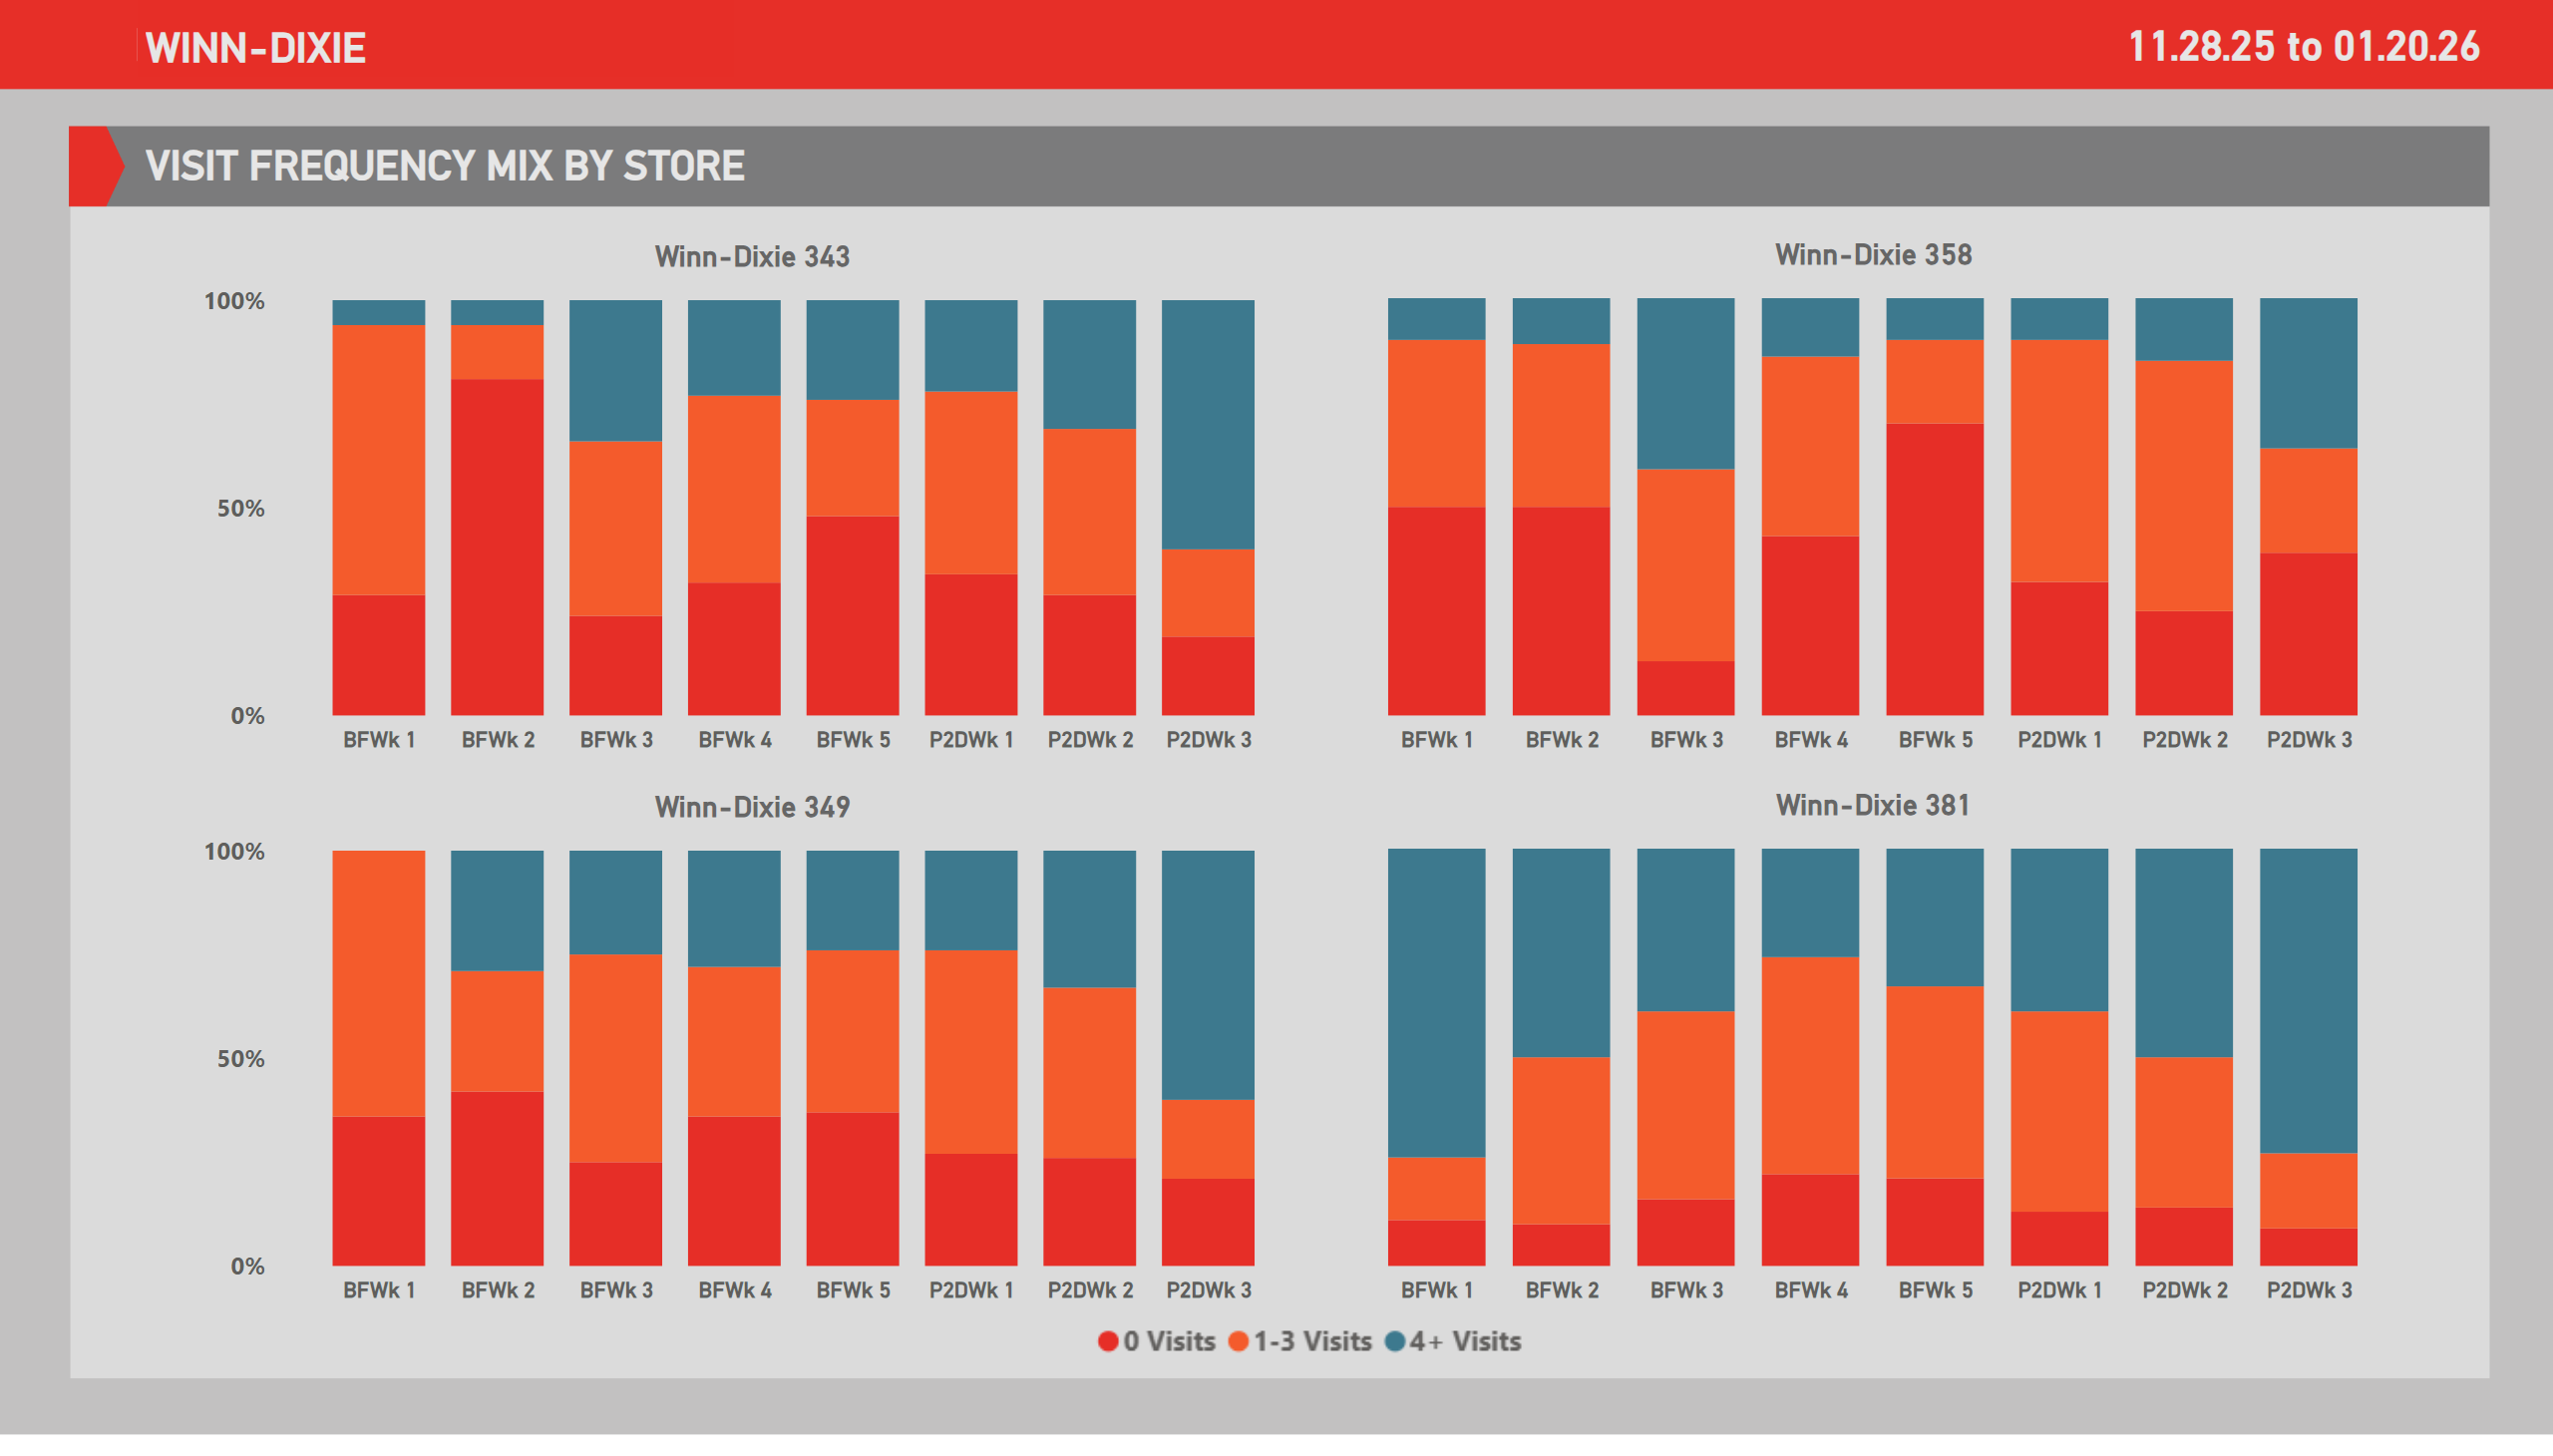 WINN-DIXIE
11.28.25 to 01.20.26
VISIT FREQUENCY MIX BY STORE
Winn-Dixie 343
100%
50%
0%
BFWk 1 BFWk 2 BFWk 3 BFWk 4 BFWk 5 P2DWk 1 P2DWk 2 P2DWk 3
Winn-Dixie 358
BFWk 1 BFWk 2 BFWk 3 BFWk 4 BFWk 5 P2DWk 1 P2DWk 2 P2DWk 3
Winn-Dixie 349
100%
50%
0%
BFWk 1 BFWk 2 BFWk 3 BFWk 4 BFWk 5 P2DWk 1 P2DWk 2 P2DWk 3
Winn-Dixie 381
BFWk 1 BFWk 2 BFWk 3 BFWk 4 BFWk 5 P2DWk 1 P2DWk 2 P2DWk 3
0 Visits 1-3 Visits 4+ Visits